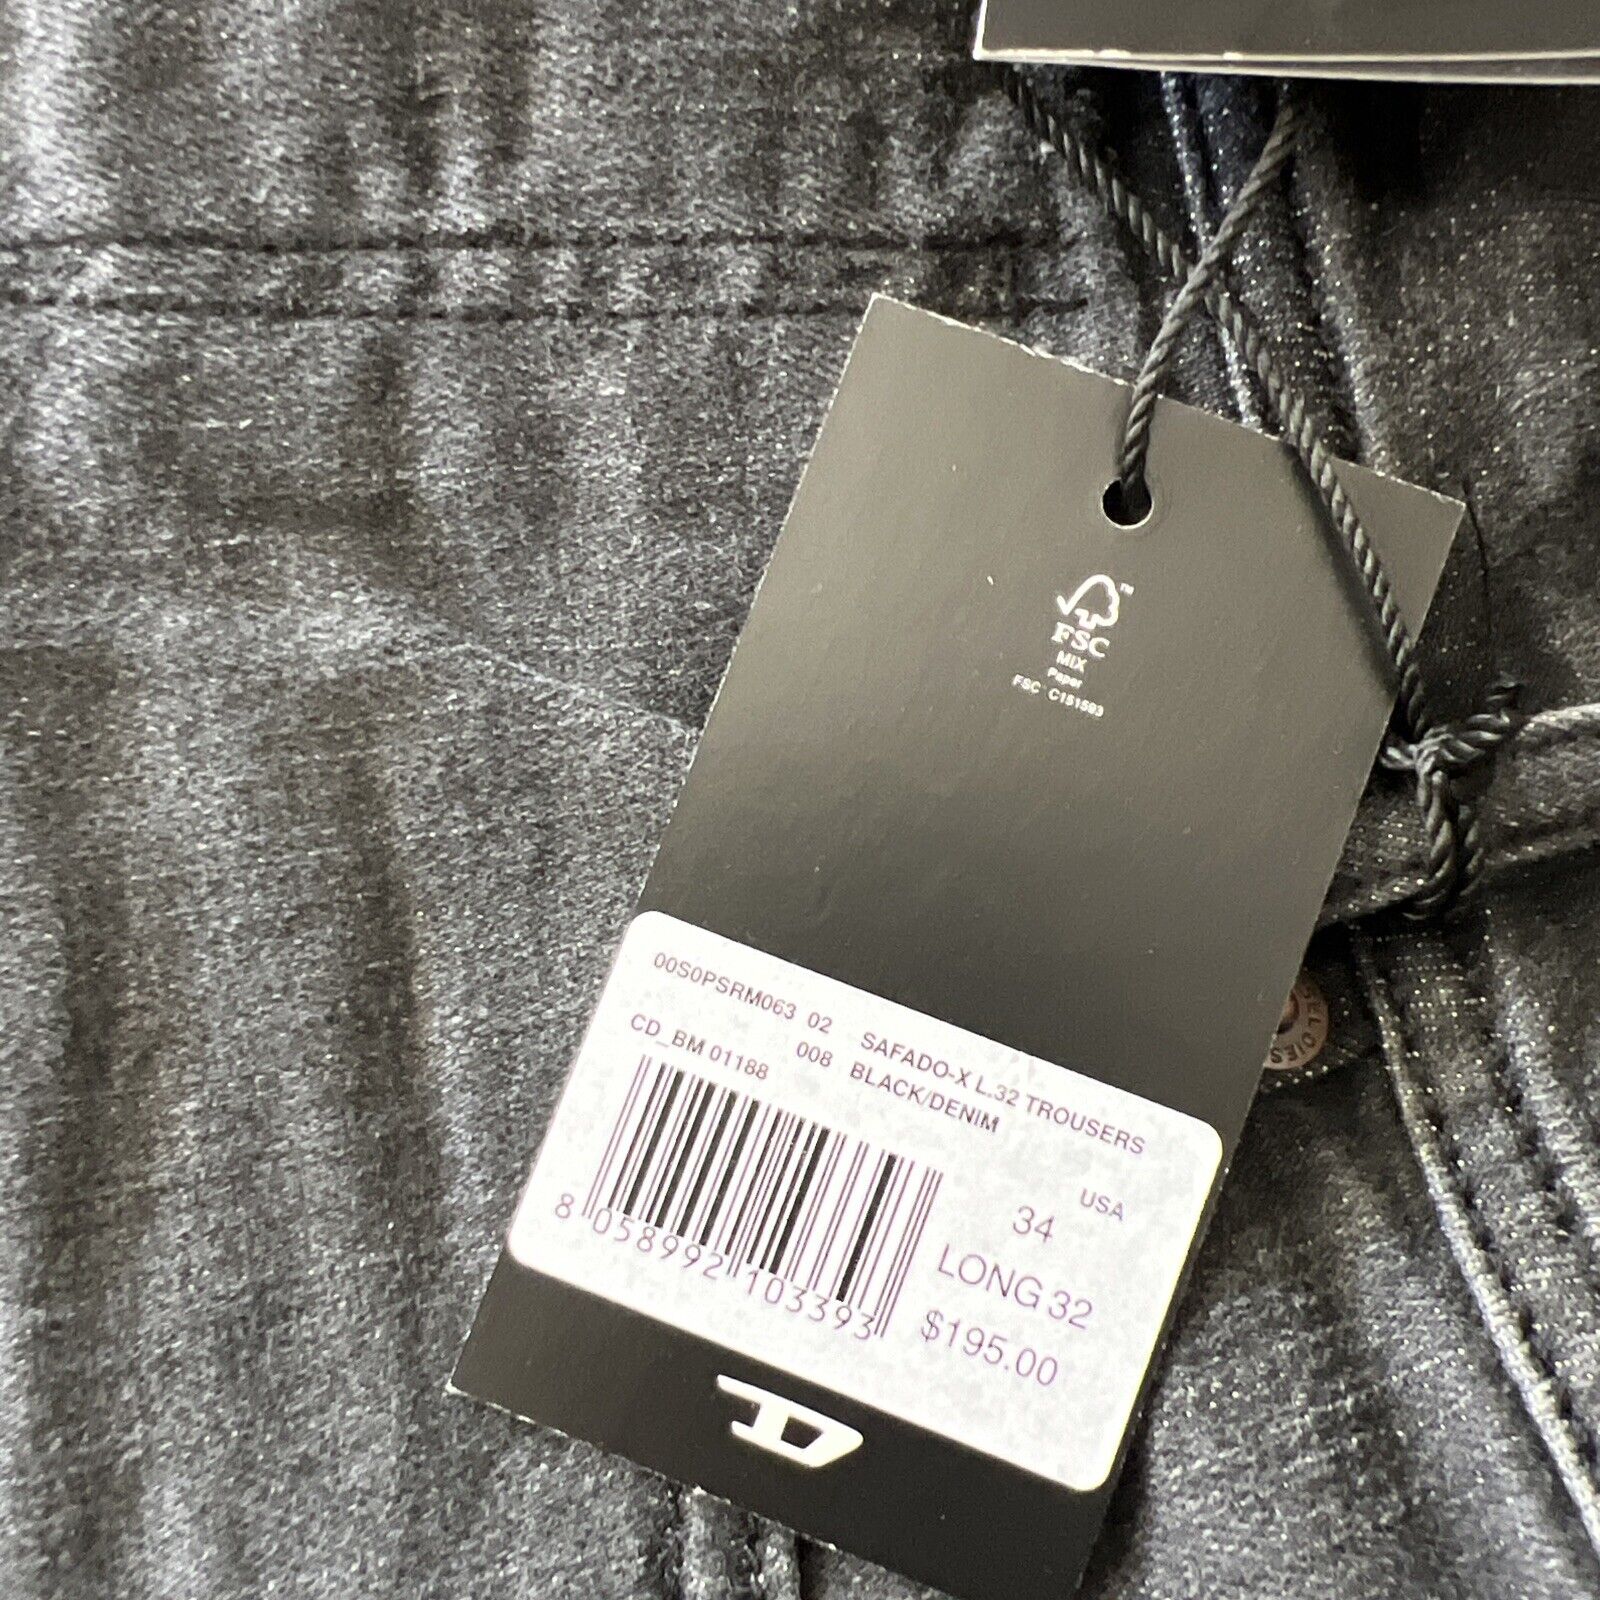 FSC
MIX
Paper
FSC C151593
00S0PSRM063 02 SAFADO-X L.32 TROUSERS
CD_BM 01188 008 BLACK/DENIM
USA
34
LONG 32
$195.00
8 058992 103393
D